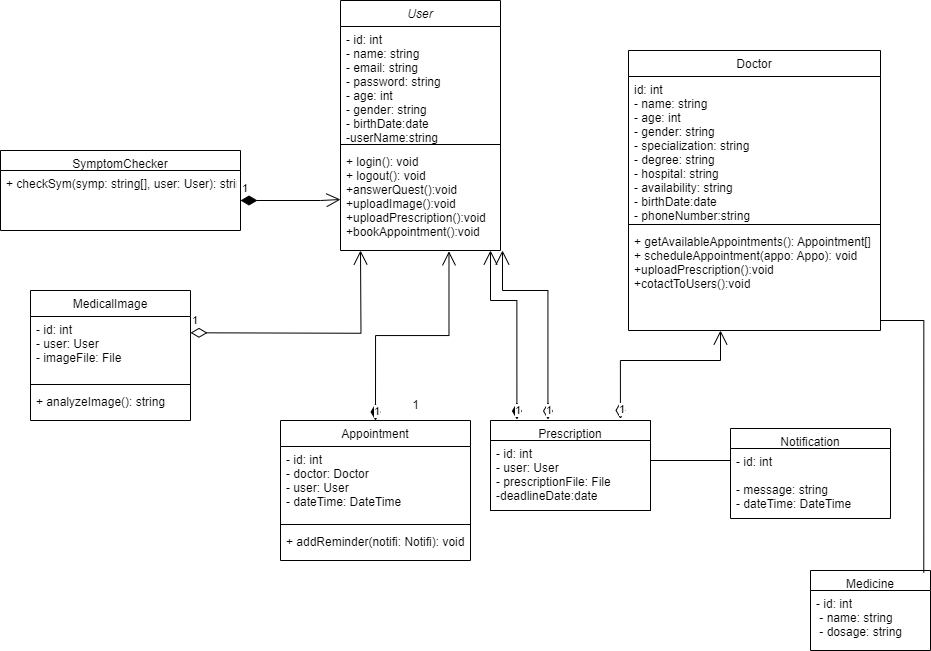 User
- id: int
- name: string
- email: string
- password: string
- age: int
- gender: string
- birthDate:date
-userName:string
+ login(): void
+ logout(): void
+answerQuest():void
+uploadImage():void
+uploadPrescription():void
+bookAppointment():void
Doctor
id: int
- name: string
- age: int
- gender: string
- specialization: string
- degree: string
- hospital: string
- availability: string
- birthDate:date
- phoneNumber:string
+ getAvailableAppointments(): Appointment[]
+ scheduleAppointment(appo: Appo): void
+uploadPrescription():void
+cotactToUsers():void
SymptomChecker
+ checkSym(symp: string[], user: User): stri
1
MedicalImage
- id: int
- user: User
- imageFile: File
+ analyzeImage(): string
1
1
1
1
1
1
Appointment
- id: int
- doctor: Doctor
- user: User
- dateTime: DateTime
+ addReminder(notifi: Notifi): void
Prescription
- id: int
- user: User
- prescriptionFile: File
-deadlineDate:date
Notification
- id: int
- message: string
- dateTime: DateTime
Medicine
- id: int
- name: string
- dosage: string